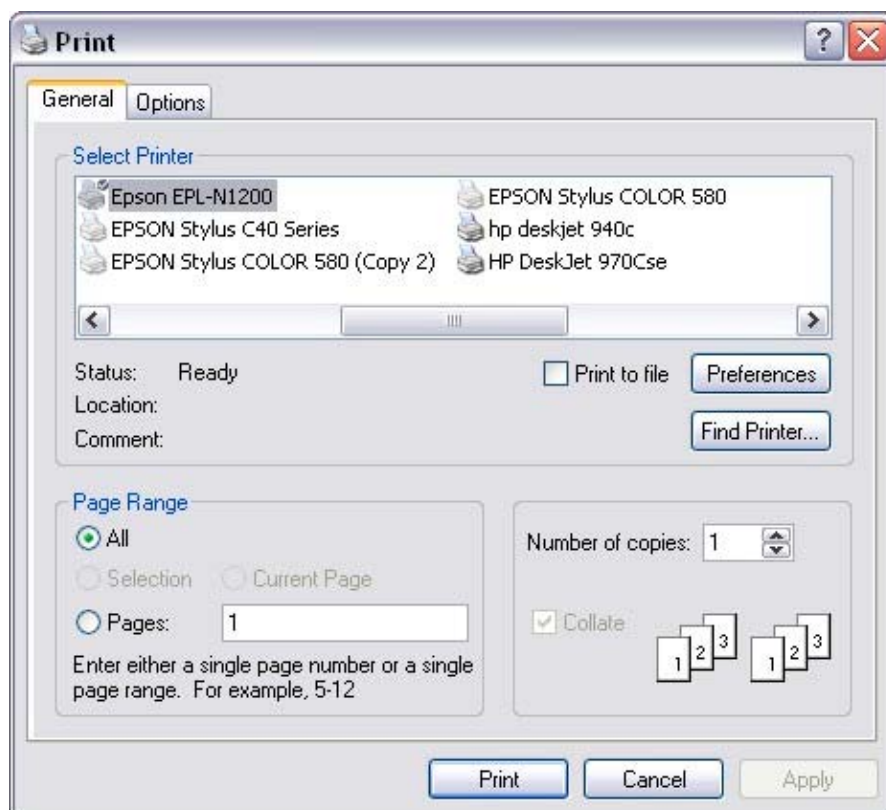 Print
General Options
Select Printer
Epson EPL-N1200 EPSON Stylus COLOR 580
EPSON Stylus C40 Series hp deskjet 940c
EPSON Stylus COLOR 580 (Copy 2) HP DeskJet 970Cse
Status: Ready
Print to file Preferences
Location:
Comment:
Find Printer...
Page Range
All
Selection Current Page
Pages: 1
Enter either a single page number or a single
page range. For example, 5-12
Number of copies: 1
Collate
1 2 3 1 2 3
Print Cancel Apply